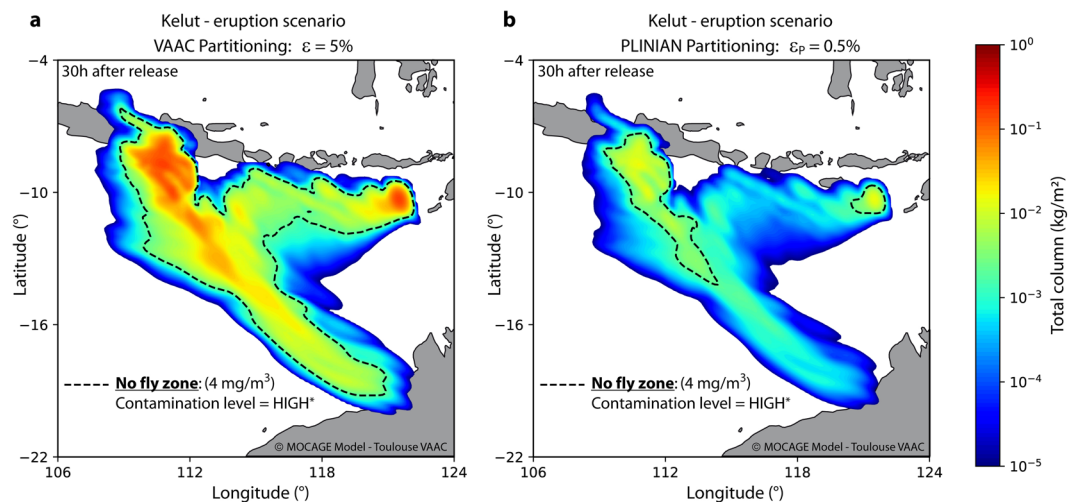 a
Kelut - eruption scenario
VAAC Partitioning: ε = 5%
30h after release
−4
−10
−16
−22
Latitude (°)
106
112
118
124
Longitude (°)
No fly zone: (4 mg/m³)
Contamination level = HIGH*
© MOCAGE Model - Toulouse VAAC
b
Kelut - eruption scenario
PLINIAN Partitioning: εP = 0.5%
30h after release
−4
−10
−16
−22
Latitude (°)
106
112
118
124
Longitude (°)
No fly zone: (4 mg/m³)
Contamination level = HIGH*
© MOCAGE Model - Toulouse VAAC
10⁰
10⁻¹
10⁻²
10⁻³
10⁻⁴
10⁻⁵
Total column (kg/m²)